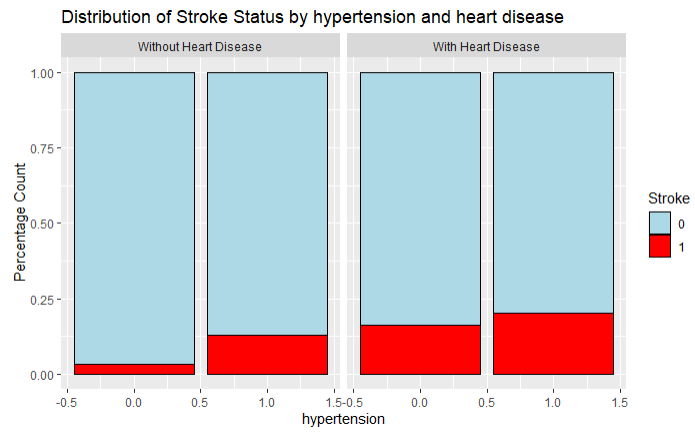 Distribution of Stroke Status by hypertension and heart disease
Without Heart Disease
With Heart Disease
1.00
0.75
0.50
0.25
0.00
Percentage Count
-0.5 0.0 0.5 1.0 1.5
-0.5 0.0 0.5 1.0 1.5
hypertension
Stroke
0
1